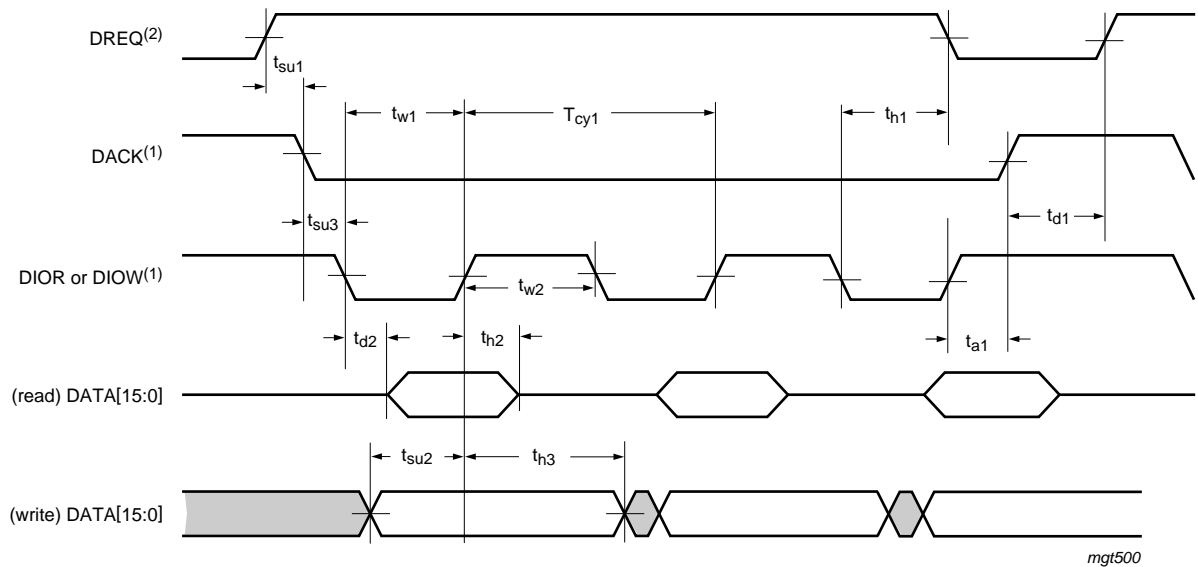 DREQ(2)
tsu1
tw1
Tcy1
th1
DACK(1)
tsu3
td1
DIOR or DIOW(1)
tw2
td2
th2
ta1
(read) DATA[15:0]
tsu2
th3
(write) DATA[15:0]
mgt500